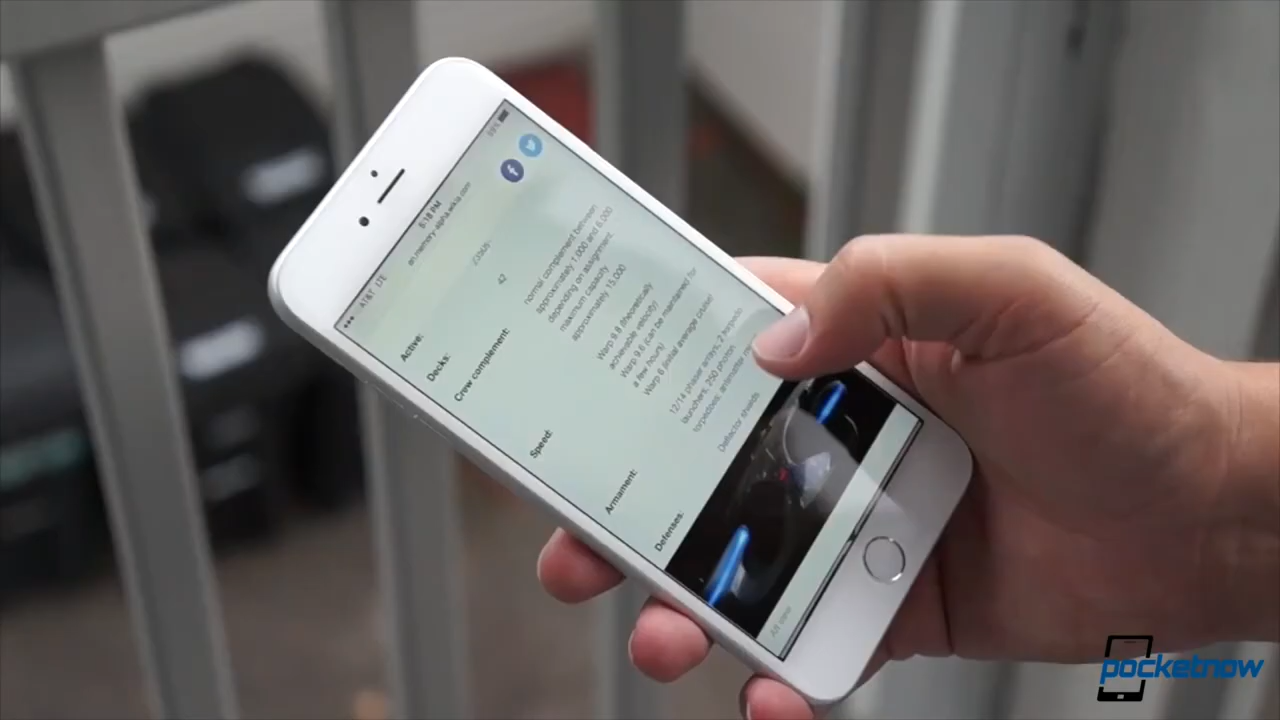 AT&T LTE
5:18 PM
en.memory-alpha.wikia.com
Active:
Decks:
42
Crew complement:
normal complement between
approximately 1,000 and 6,000
depending on assignment
maximum capacity
approximately 15,000
Speed:
Warp 9.8 (theoretically
achievable velocity)
Warp 9.6 (can be maintained for
a few hours)
Warp 6 (initial average cruise)
Armament:
12/14 phaser arrays, 2 torpedo
launchers, 250 photon
torpedoes, antimatter
Defenses:
Deflector shields
Aft view
pocketnow